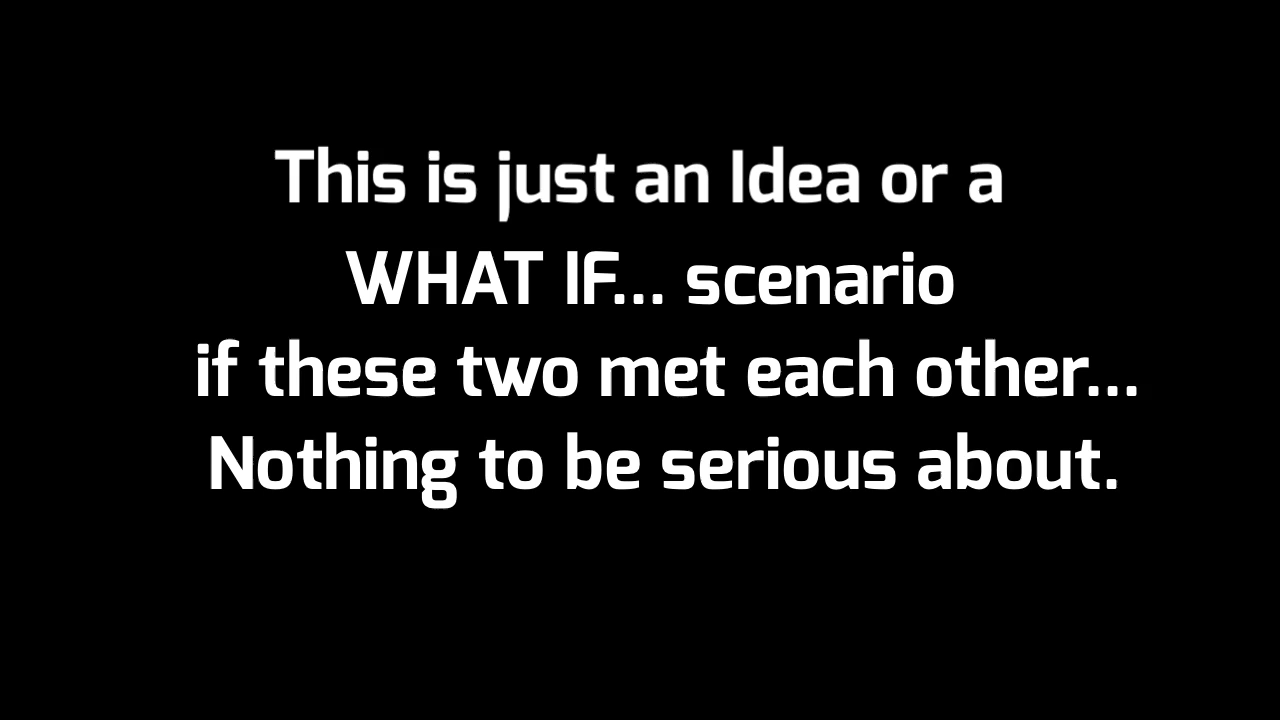 This is just an Idea or a
WHAT IF... scenario
if these two met each other...
Nothing to be serious about.